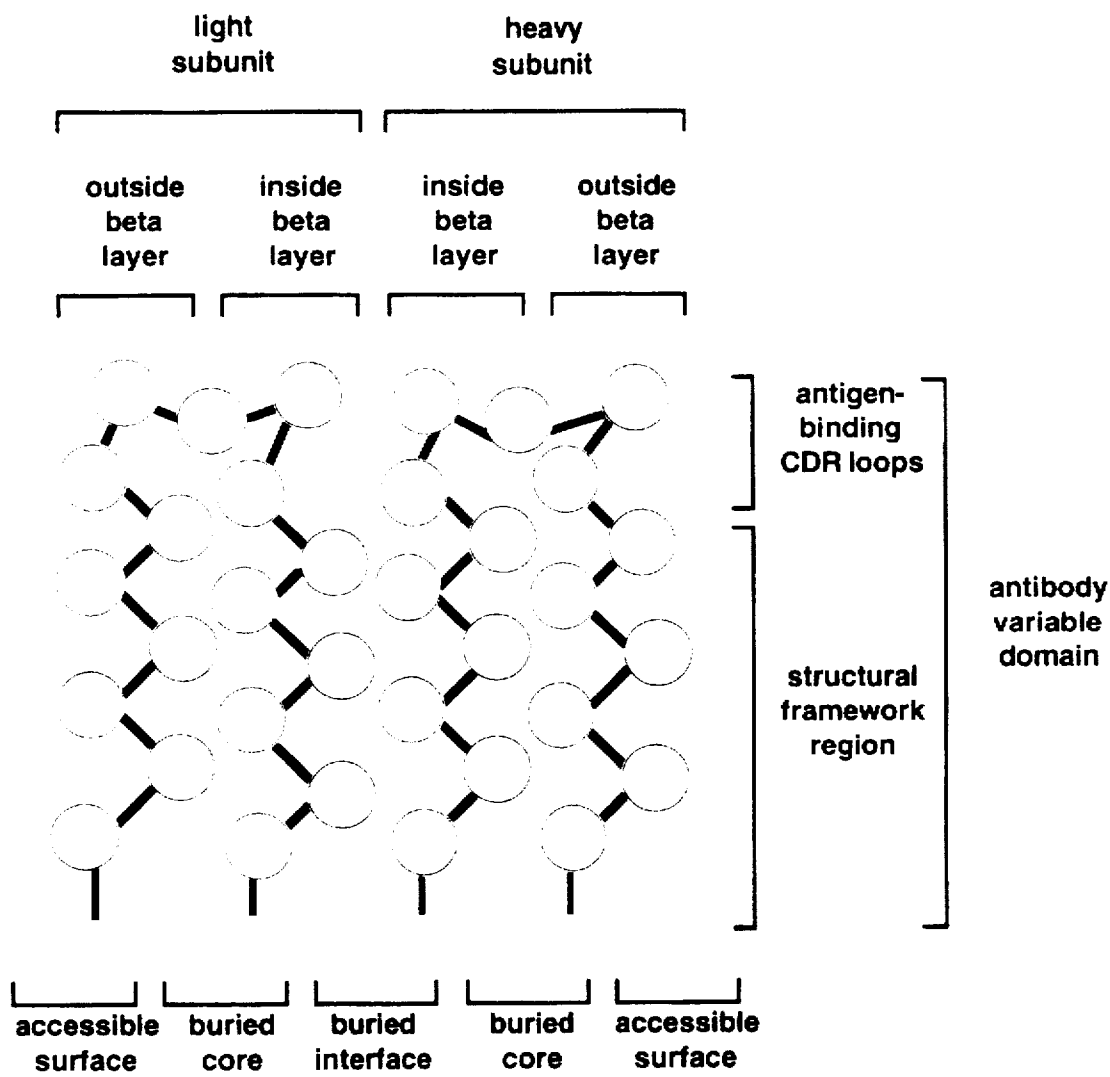 light
subunit
heavy
subunit
outside
beta
layer
inside
beta
layer
inside
beta
layer
outside
beta
layer
antigen-
binding
CDR loops
structural
framework
region
antibody
variable
domain
accessible
surface
buried
core
buried
interface
buried
core
accessible
surface